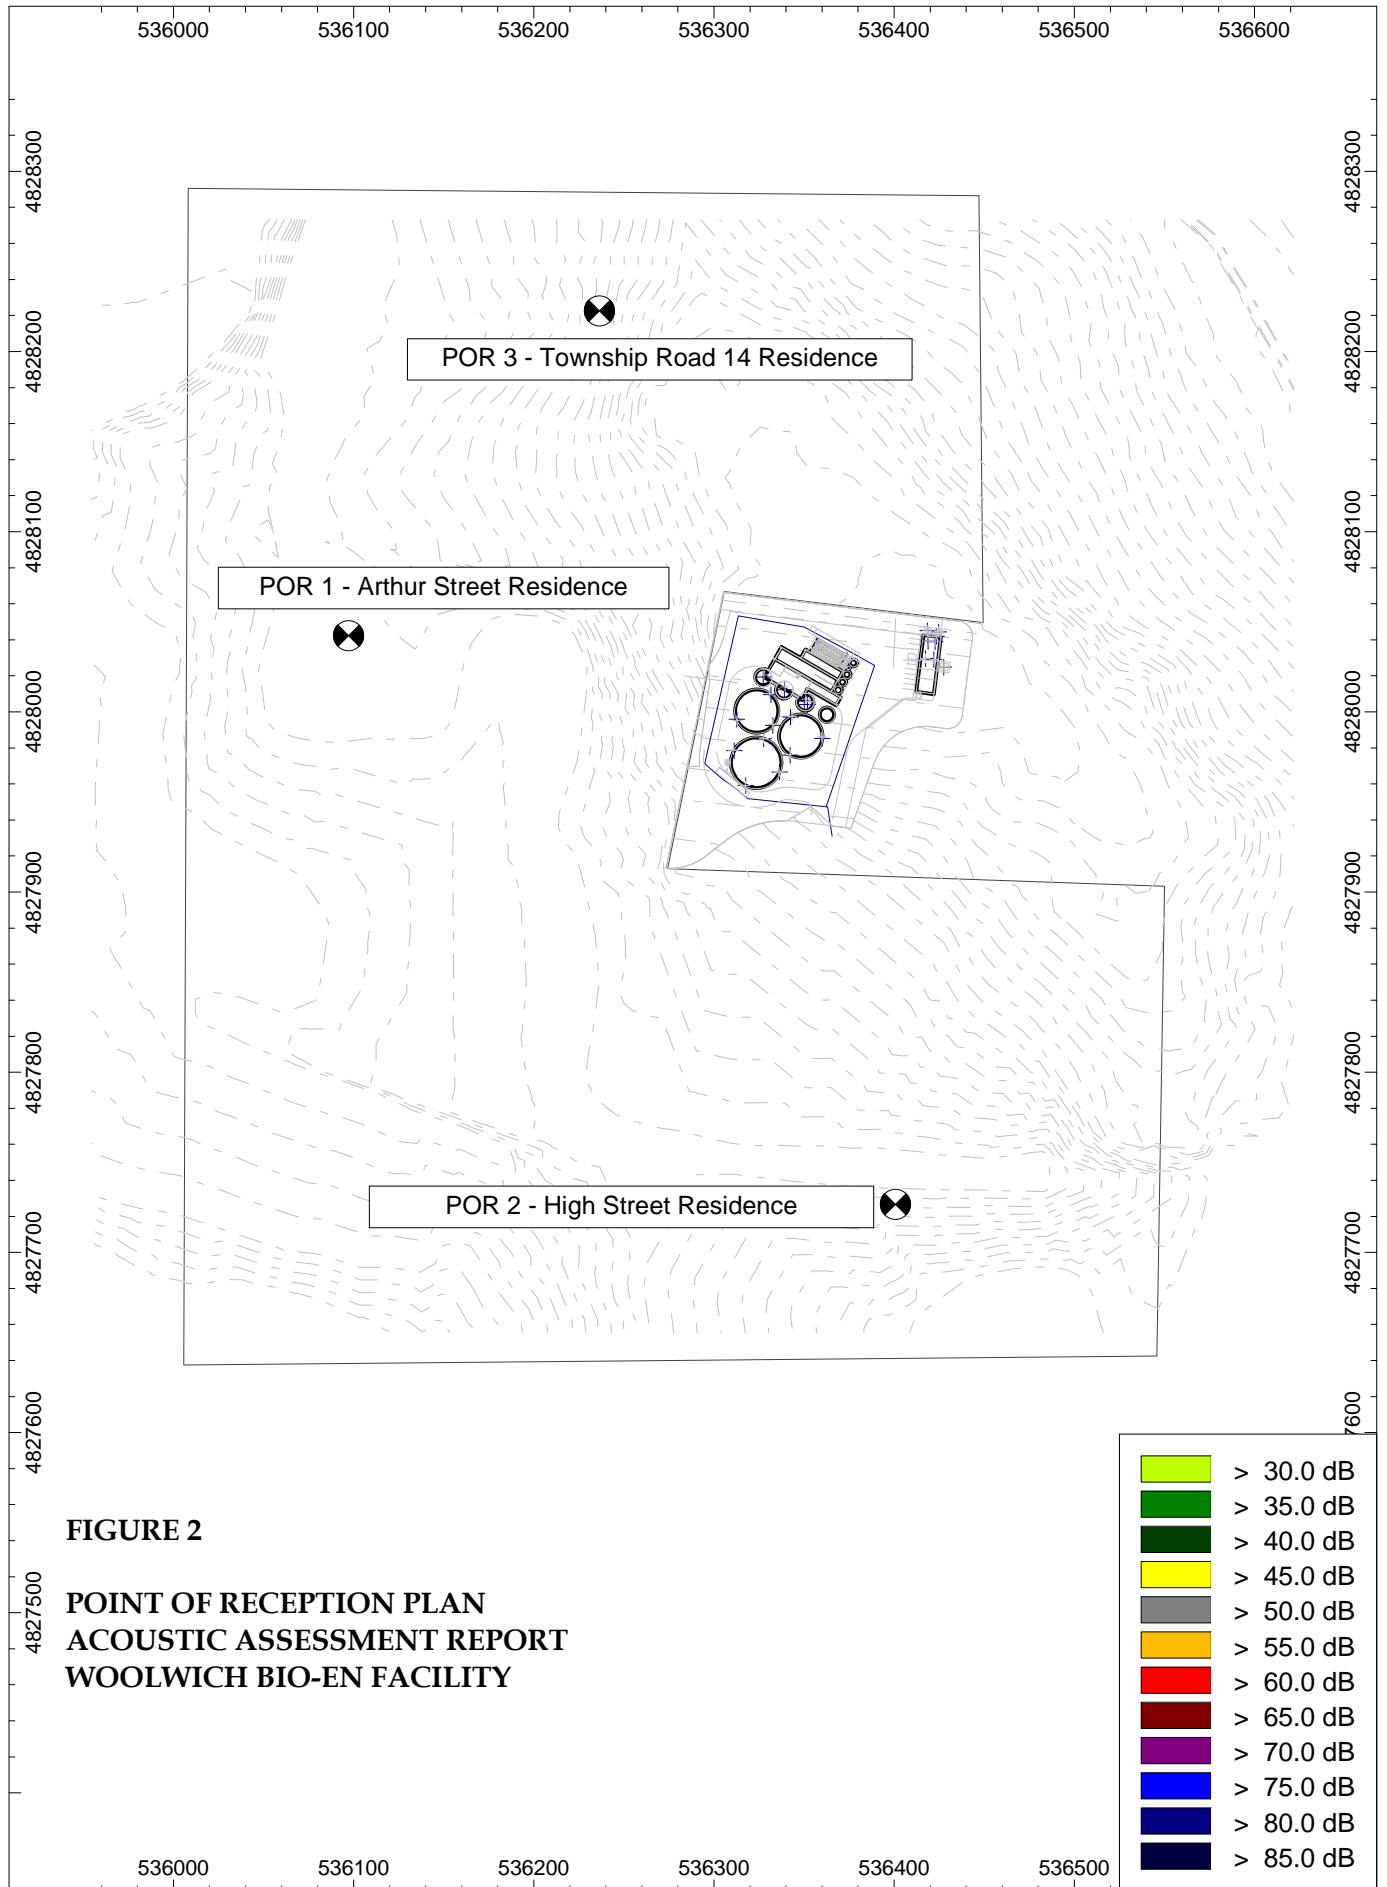 536000 536100 536200 536300 536400 536500 536600
4828300 4828300
4828200 4828200
4828100 4828100
4828000 4828000
4827900 4827900
4827800 4827800
4827700 4827700
4827600 7600
4827500
POR 3 - Township Road 14 Residence
POR 1 - Arthur Street Residence
POR 2 - High Street Residence
FIGURE 2
POINT OF RECEPTION PLAN
ACOUSTIC ASSESSMENT REPORT
WOOLWICH BIO-EN FACILITY
> 30.0 dB
> 35.0 dB
> 40.0 dB
> 45.0 dB
> 50.0 dB
> 55.0 dB
> 60.0 dB
> 65.0 dB
> 70.0 dB
> 75.0 dB
> 80.0 dB
> 85.0 dB
536000 536100 536200 536300 536400 536500